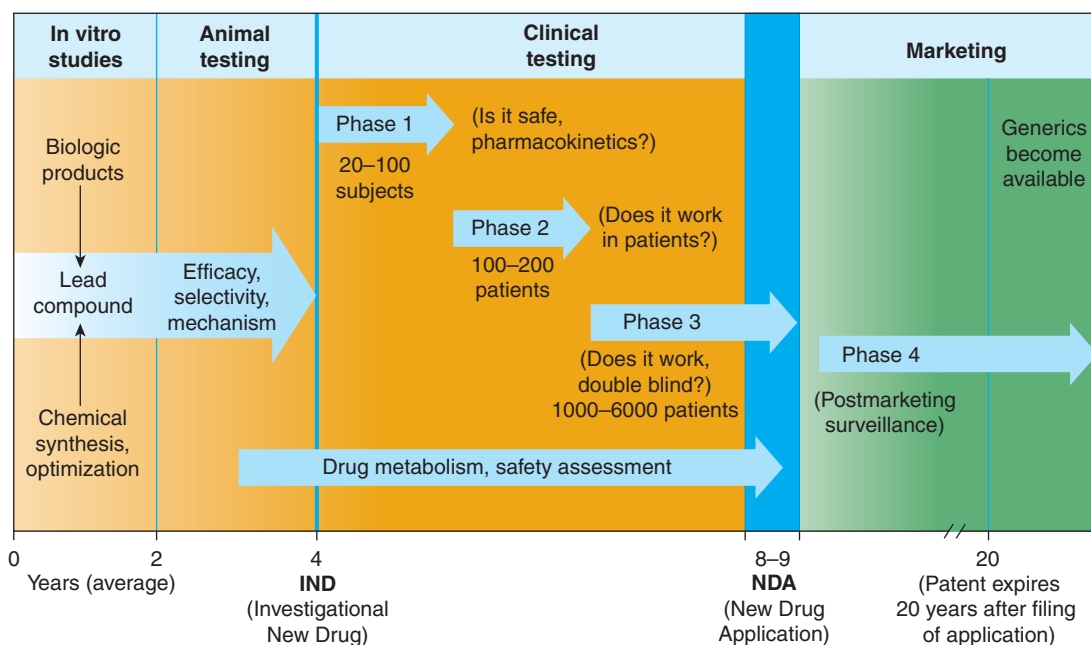 In vitro
studies
Animal
testing
Clinical
testing
Marketing
Biologic
products
Lead
compound
Chemical
synthesis,
optimization
Efficacy,
selectivity,
mechanism
Phase 1
20–100
subjects
(Is it safe,
pharmacokinetics?)
Phase 2
100–200
patients
(Does it work
in patients?)
Phase 3
(Does it work,
double blind?)
1000–6000 patients
Drug metabolism, safety assessment
Generics
become
available
Phase 4
(Postmarketing
surveillance)
0
2
4
8–9
20
Years (average)
IND
(Investigational
New Drug)
NDA
(New Drug
Application)
(Patent expires
20 years after filing
of application)